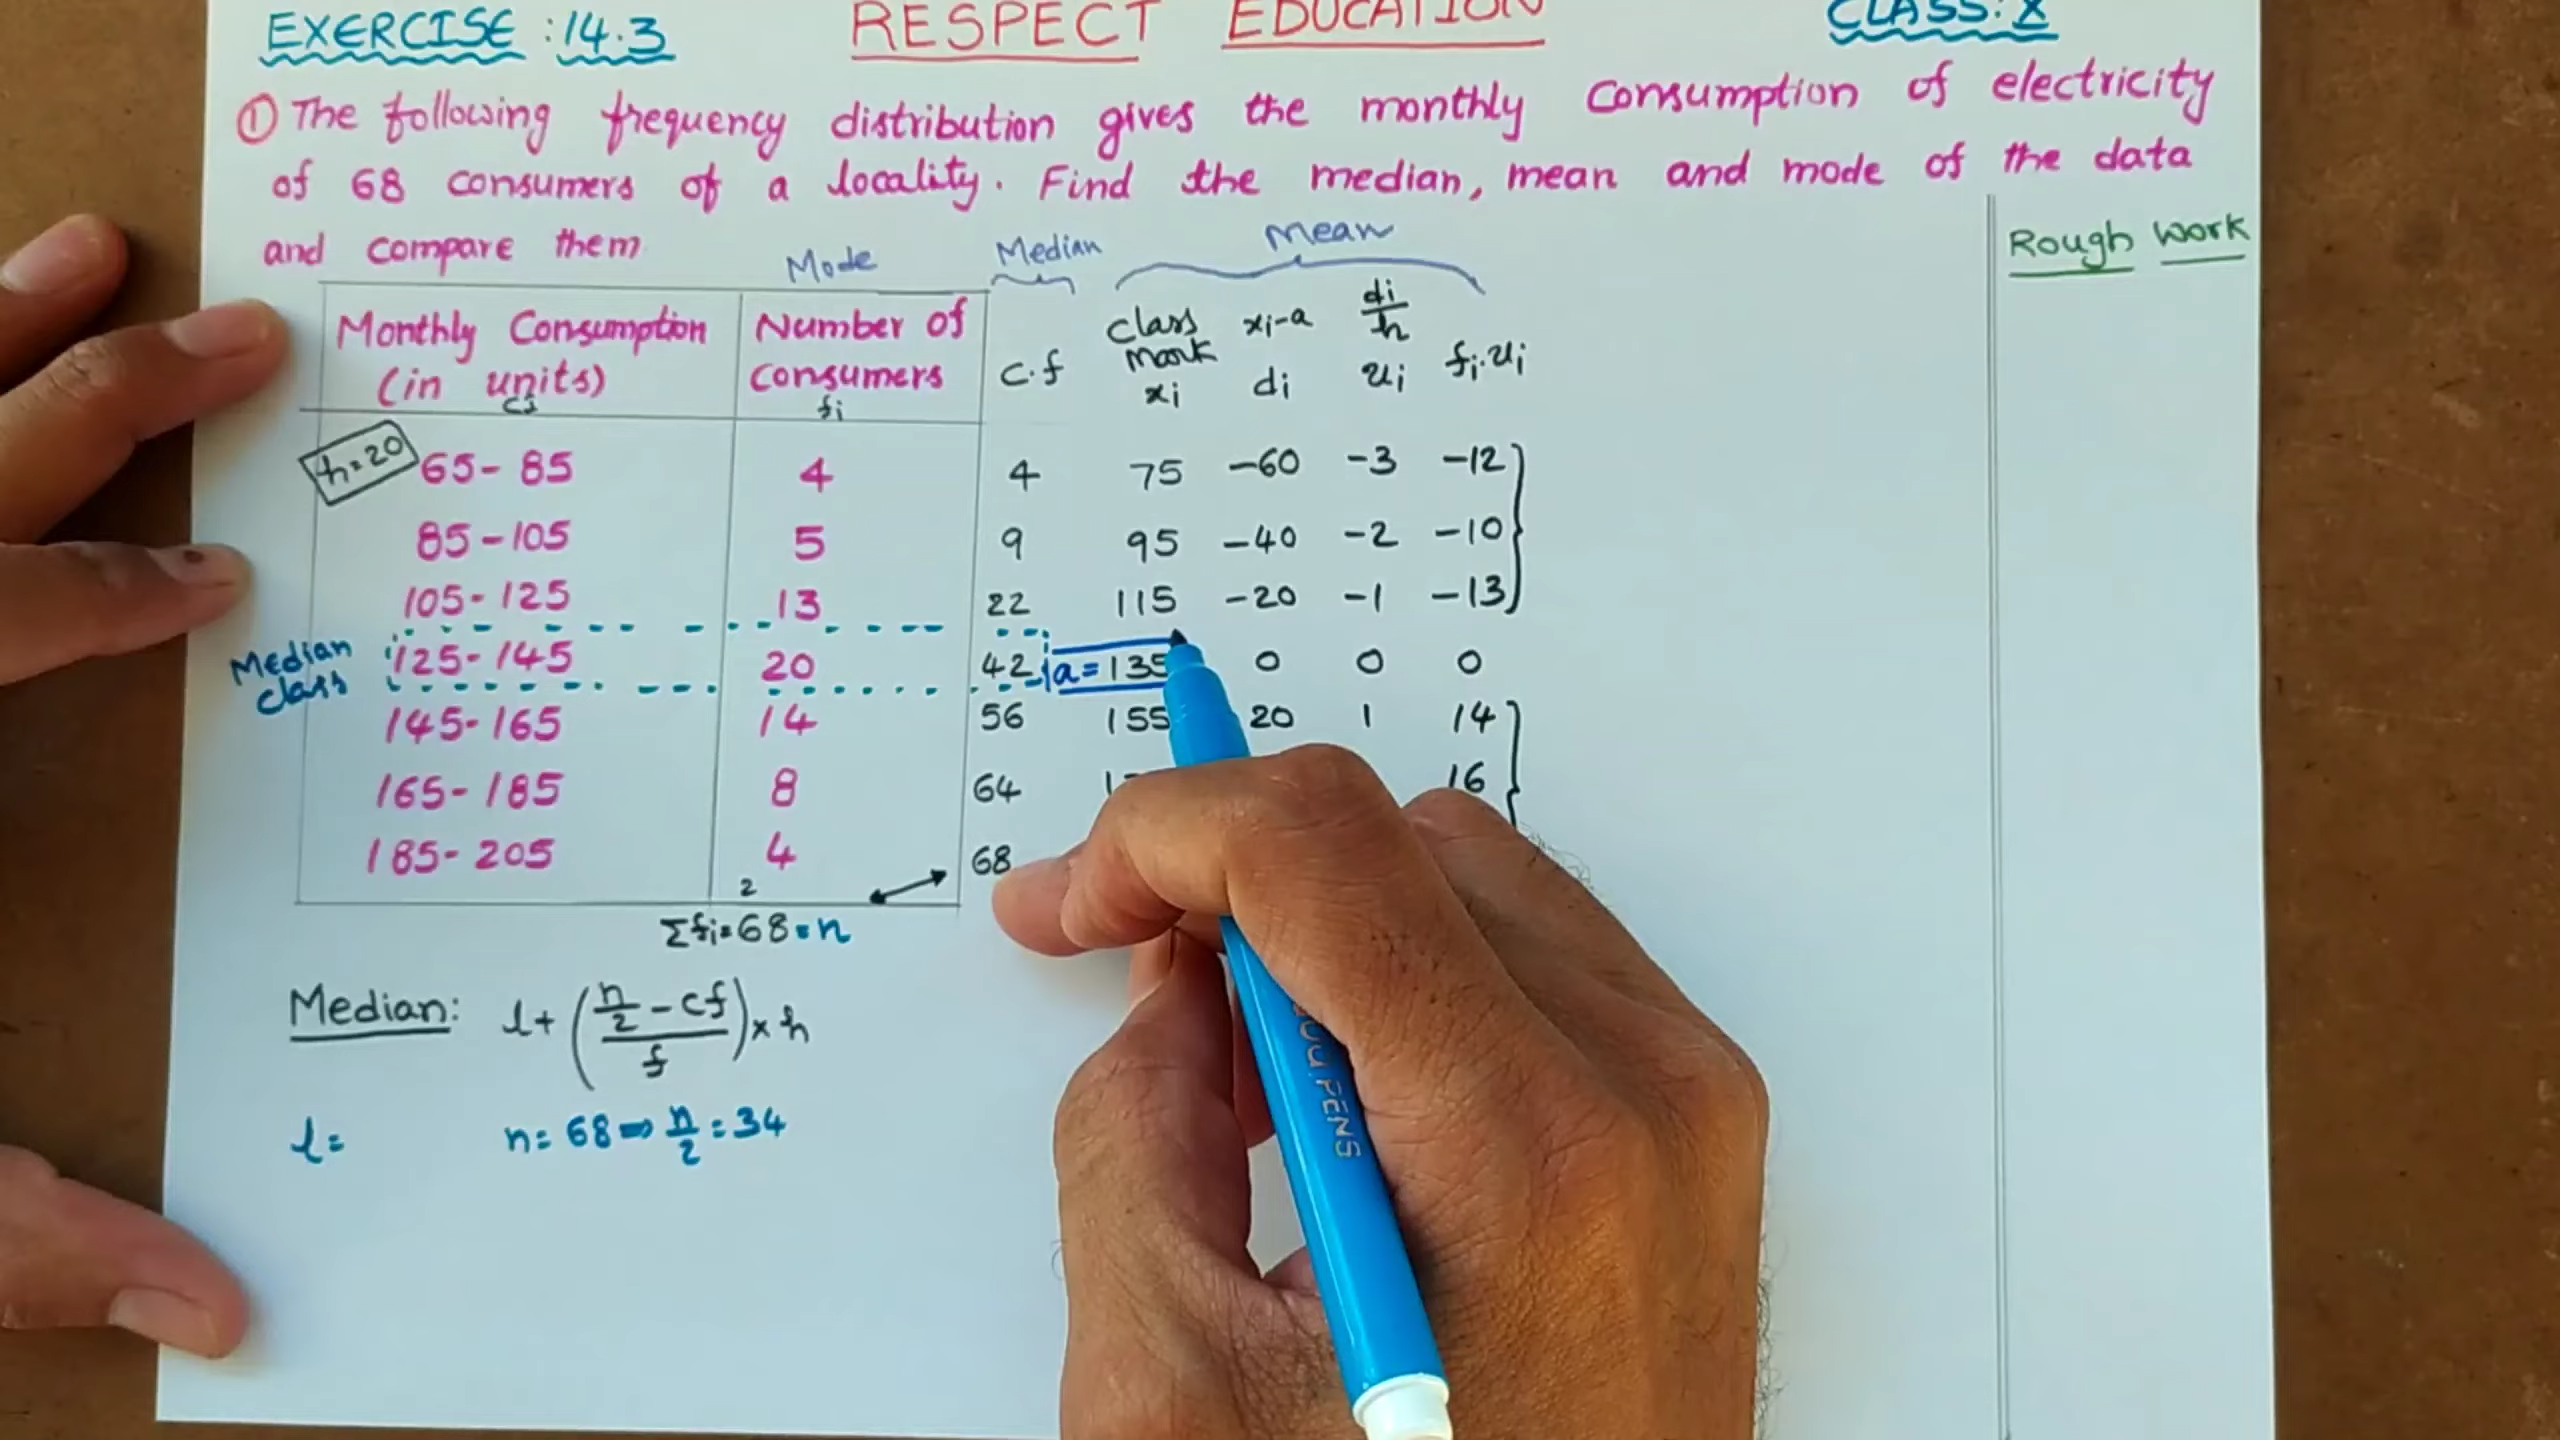 EXERCISE : 14.3 RESPECT EDUCATION CLASS: X
① The following frequency distribution gives the monthly consumption of electricity
of 68 consumers of a locality. Find the median, mean and mode of the data
and compare them
Rough Work
Mode Median Mean
Monthly Consumption (in units) Number of consumers fi c.f class mark xi xi-a di di/h ui fi.ui
h=20 65-85 4 4 75 -60 -3 -12
85-105 5 9 95 -40 -2 -10
105-125 13 22 115 -20 -1 -13
Median class 125-145 20 42 a=135 0 0 0
145-165 14 56 155 20 1 14
165-185 8 64 16
185-205 4 68
2
Σfi=68=n
Median: l+(n/2-cf/f)×h
l= n=68⇒n/2=34
PENS